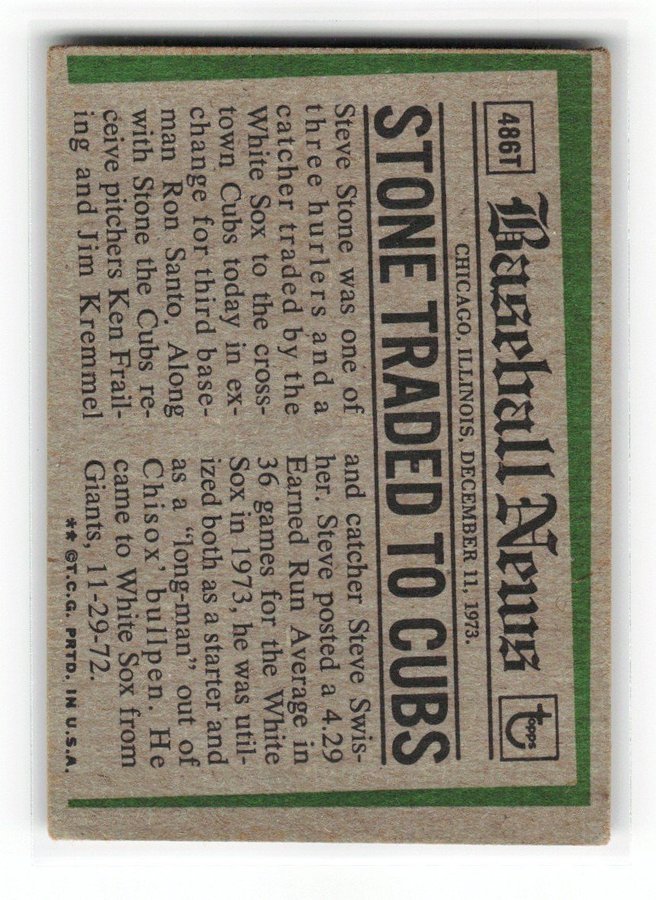 486T
Baseball News
topps
CHICAGO, ILLINOIS, DECEMBER 11, 1973.
STONE TRADED TO CUBS
Steve Stone was one of
three hurlers and a
catcher traded by the
White Sox to the cross-
town Cubs today in ex-
change for third base-
man Ron Santo. Along
with Stone the Cubs re-
ceive pitchers Ken Frail-
ing and Jim Kremmel
and catcher Steve Swis-
her. Steve posted a 4.29
Earned Run Average in
36 games for the White
Sox in 1973, he was util-
ized both as a starter and
as a "long-man" out of
Chisox' bullpen. He
came to White Sox from
Giants, 11-29-72.
** ©T.C.G. PRTD. IN U.S.A.